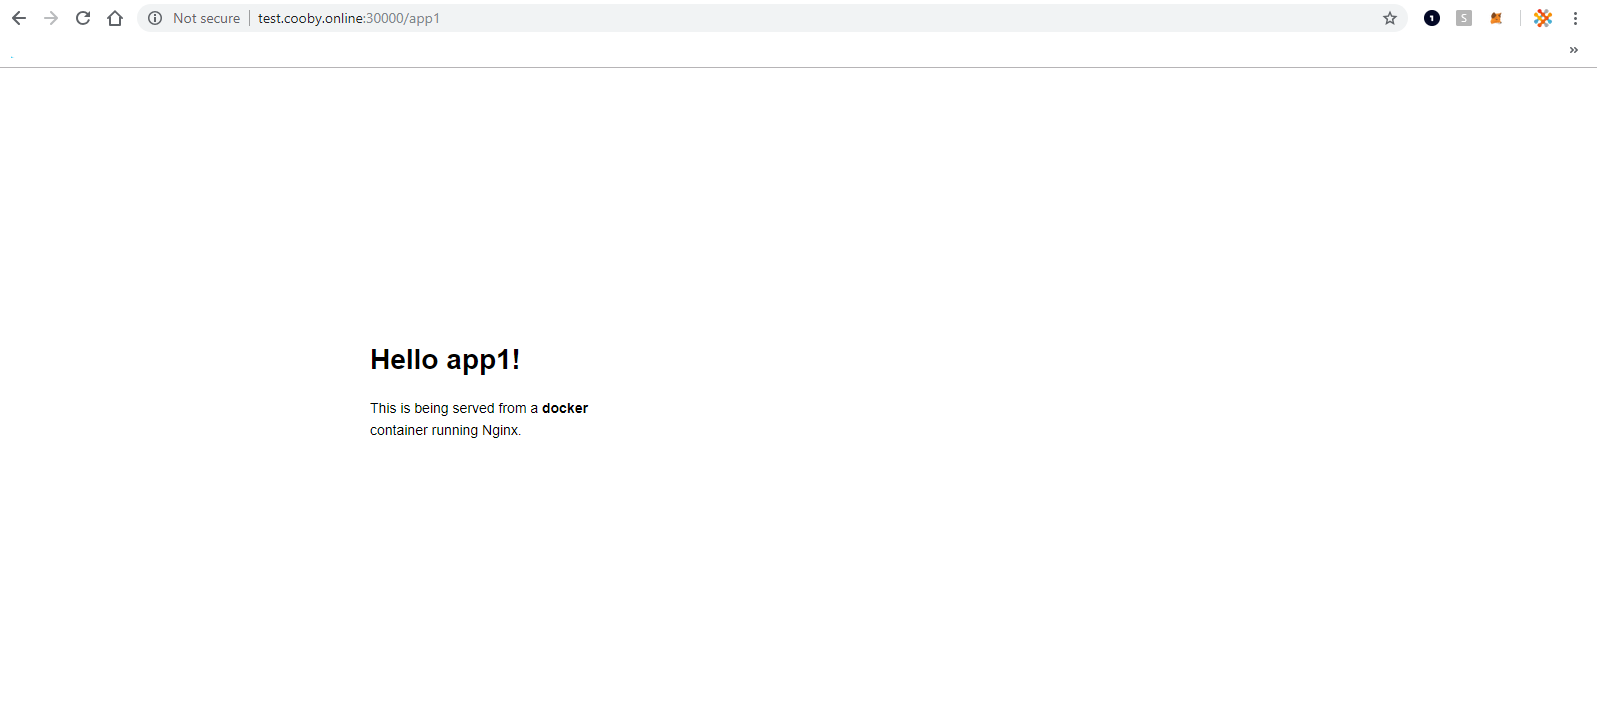 Not secure | test.cooby.online:30000/app1
1
S
»
Hello app1!
This is being served from a docker
container running Nginx.